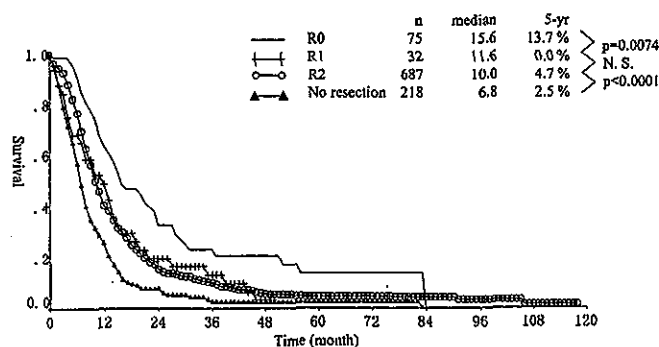 n median 5-yr
R0 75 15.6 13.7 %
R1 32 11.6 0.0 %
R2 687 10.0 4.7 %
No resection 218 6.8 2.5 %
p=0.0074
N. S.
p<0.0001
1. 0
. 8
. 6
. 4
. 2
0. 0
Survival
0 12 24 36 48 60 72 84 96 108 120
Time (month)